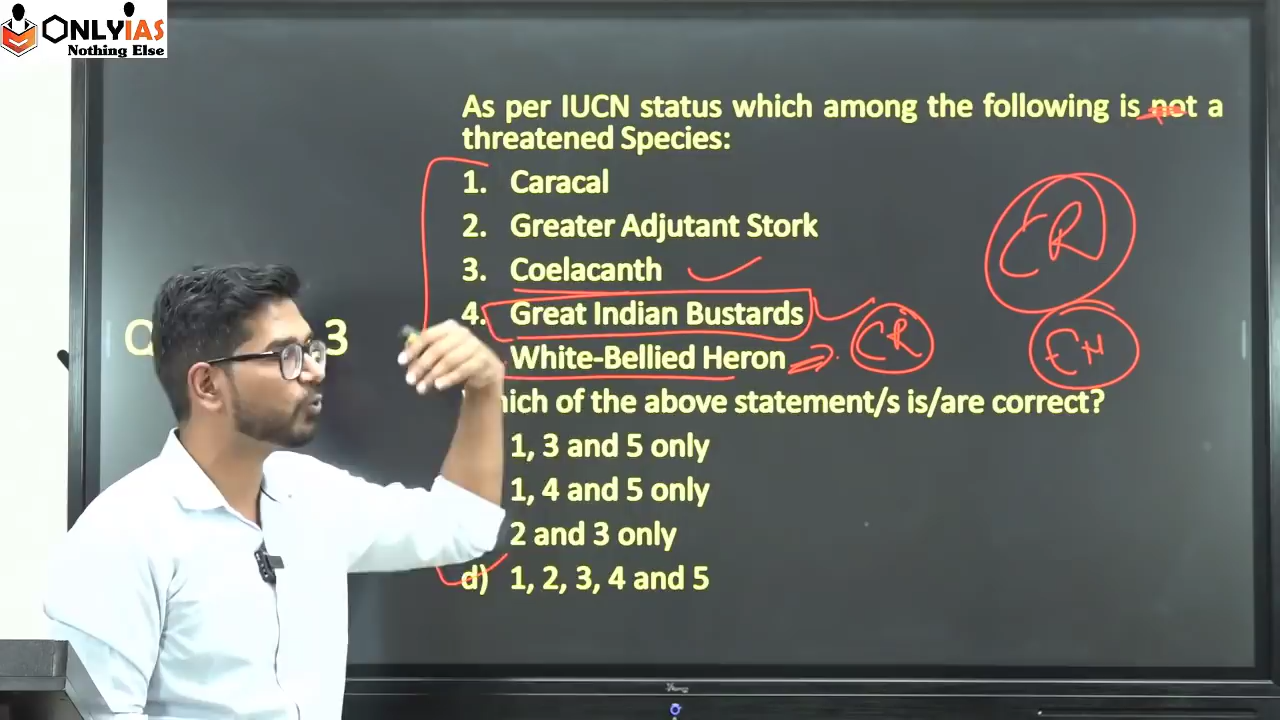 ONLYIAS
Nothing Else
As per IUCN status which among the following is not a
threatened Species:
1. Caracal
2. Greater Adjutant Stork
3. Coelacanth
4. Great Indian Bustards
White-Bellied Heron
CR
CR
EN
3
hich of the above statement/s is/are correct?
1, 3 and 5 only
1, 4 and 5 only
2 and 3 only
d) 1, 2, 3, 4 and 5